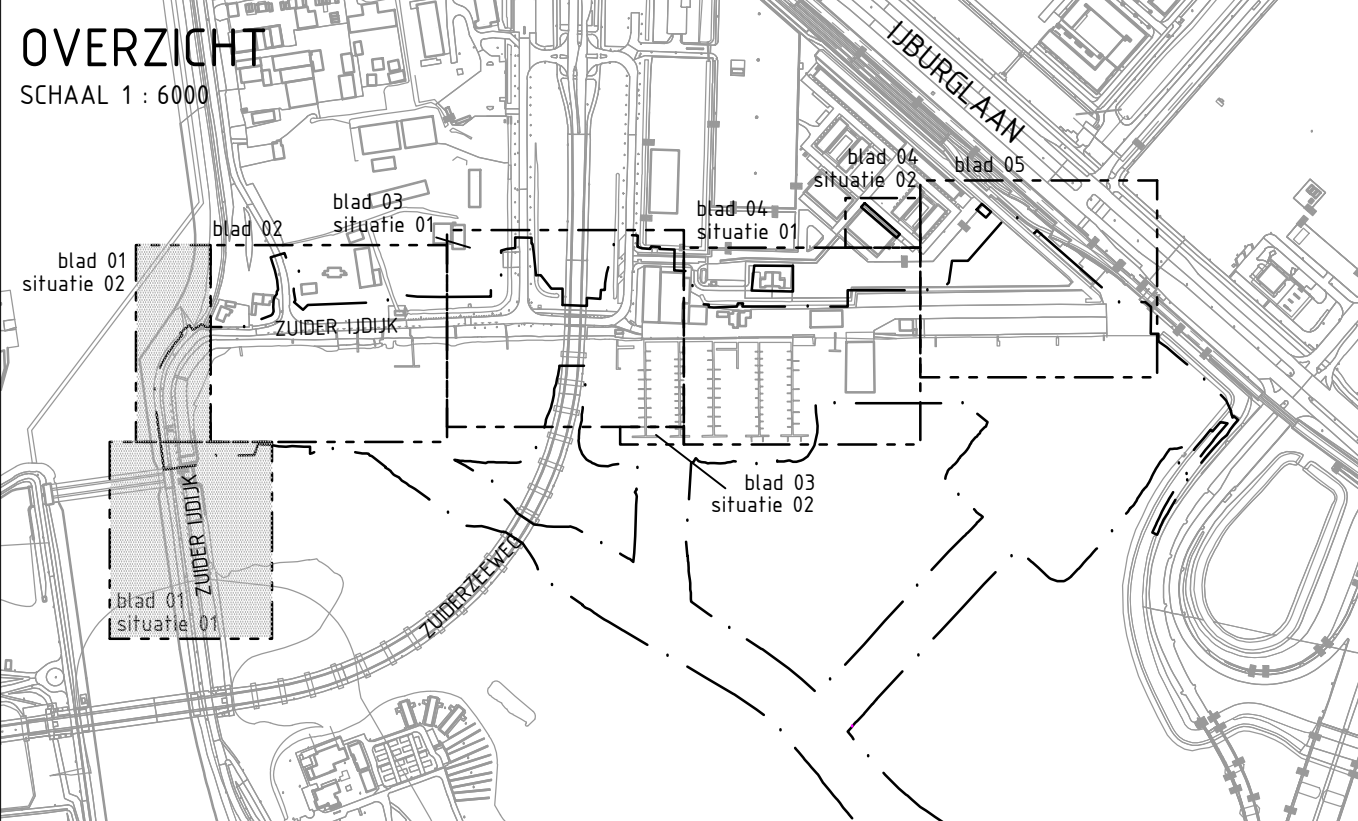 OVERZICHT
SCHAAL 1 : 6000
IJBURGLAAN
blad 04
situatie 02
blad 05
blad 03
situatie 01
blad 04
situatie 01
blad 02
blad 01
situatie 02
ZUIDER IJDIJK
blad 03
situatie 02
ZUIDER IJDIJK
ZUIDERZEEWEG
blad 01
situatie 01